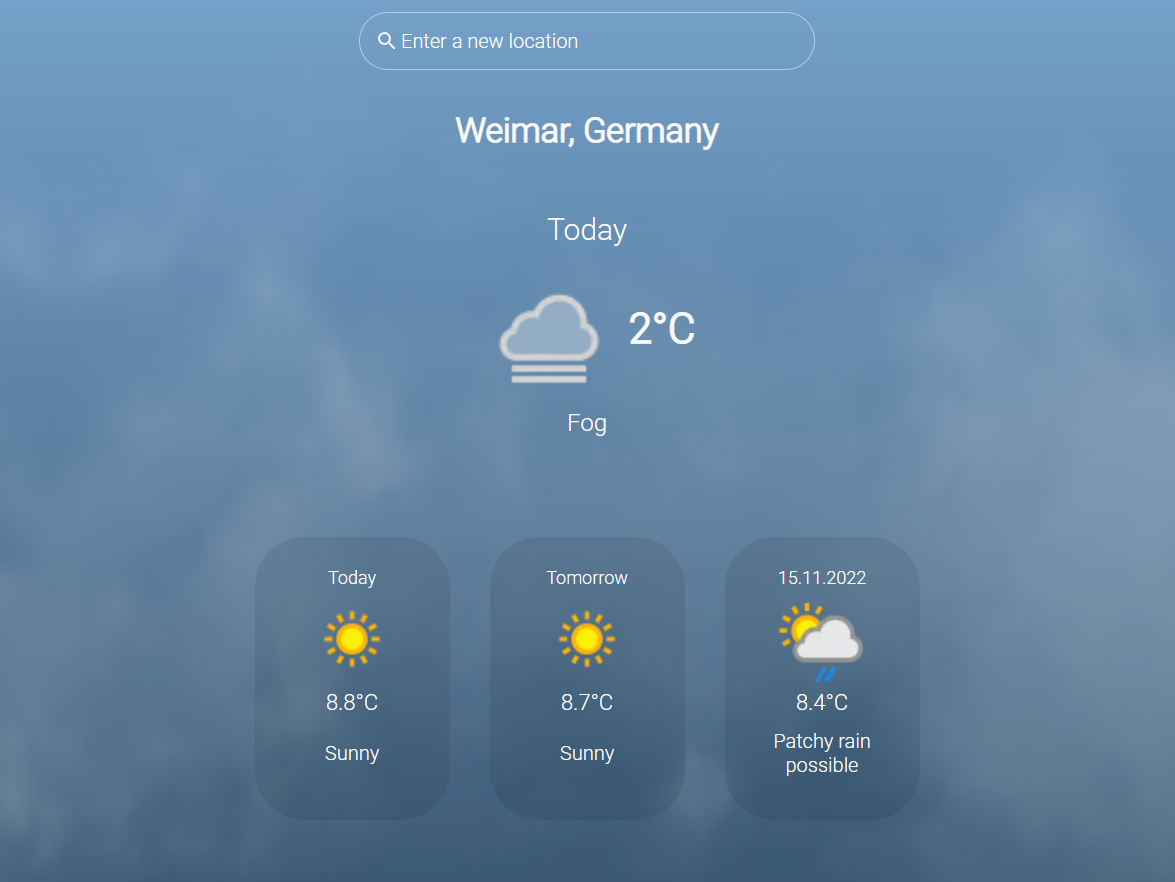 Enter a new location
Weimar, Germany
Today
2°C
Fog
Today
8.8°C
Sunny
Tomorrow
8.7°C
Sunny
15.11.2022
8.4°C
Patchy rain
possible